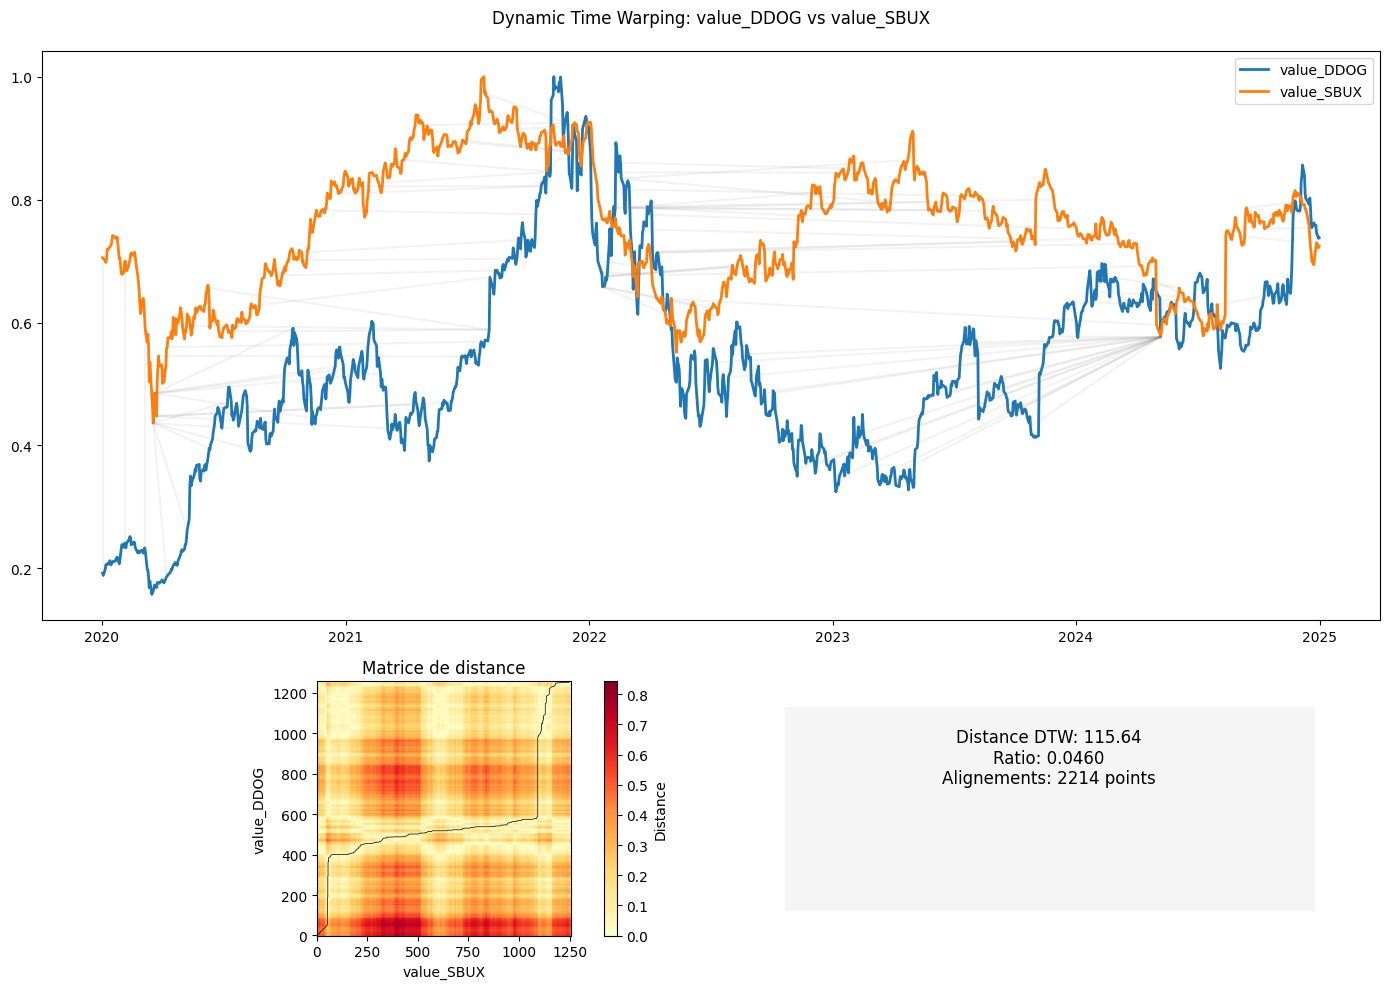 Dynamic Time Warping: value_DDOG vs value_SBUX
value_DDOG
value_SBUX
1.0
0.8
0.6
0.4
0.2
2020 2021 2022 2023 2024 2025
Matrice de distance
value_DDOG
1200
1000
800
600
400
200
0
0 250 500 750 1000 1250
value_SBUX
0.8
0.7
0.6
0.5
0.4
0.3
0.2
0.1
0.0
Distance
Distance DTW: 115.64
Ratio: 0.0460
Alignements: 2214 points